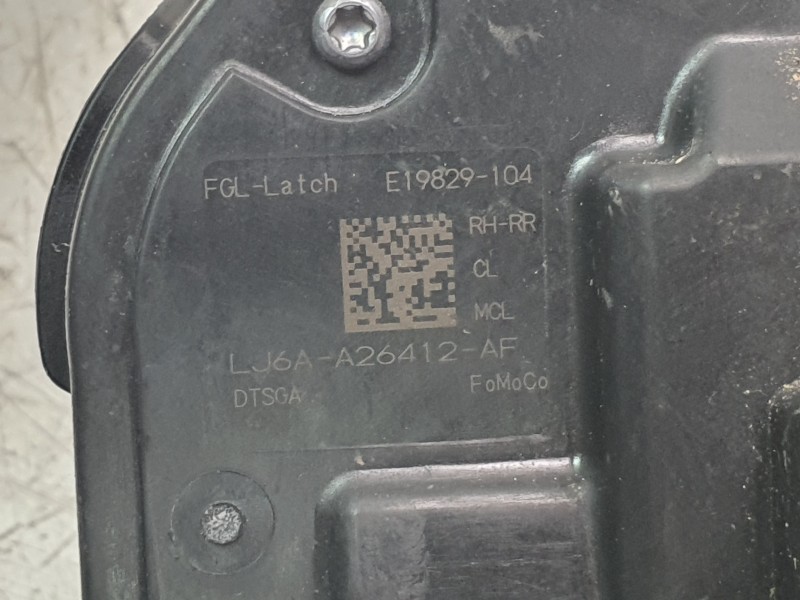 FGL-Latch E19829-104
RH-RR
CL
MCL
LJ6A-A26412-AF
DTSGA FoMoCo